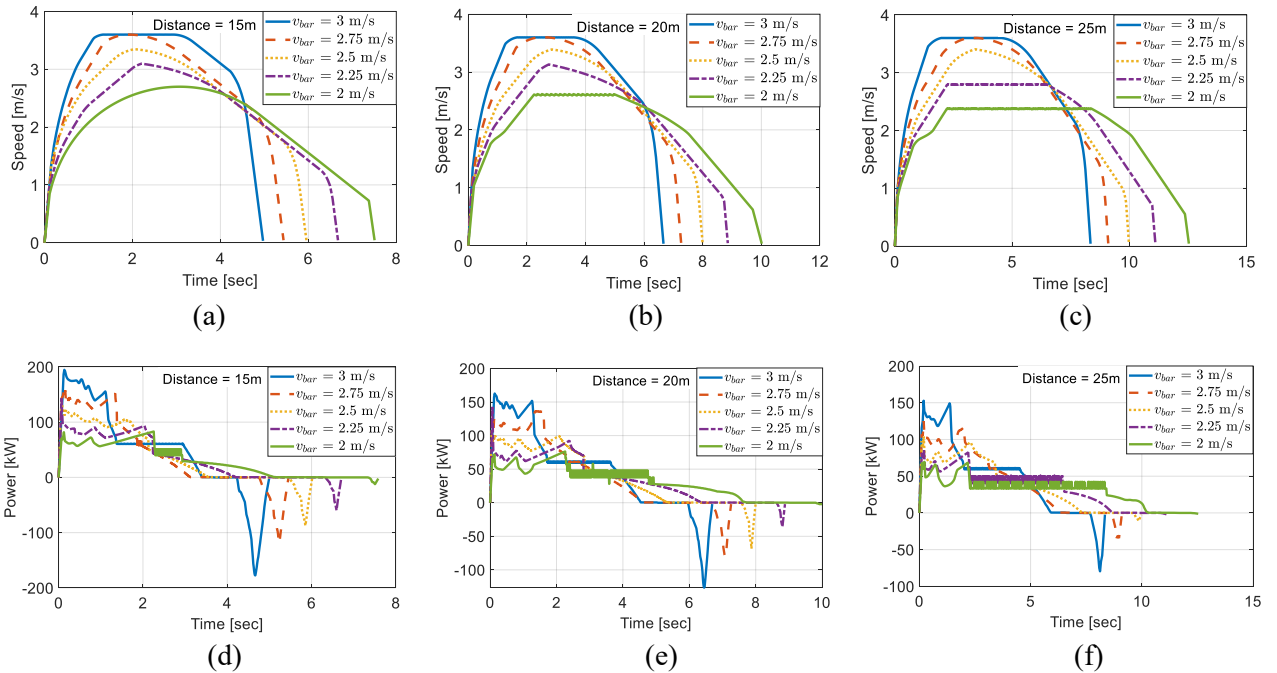 Distance = 15m
v_bar = 3 m/s
v_bar = 2.75 m/s
v_bar = 2.5 m/s
v_bar = 2.25 m/s
v_bar = 2 m/s
Speed [m/s]
5
4
3
2
1
0
0 2 4 6 8
Time [sec]
(a)
Distance = 20m
v_bar = 3 m/s
v_bar = 2.75 m/s
v_bar = 2.5 m/s
v_bar = 2.25 m/s
v_bar = 2 m/s
Speed [m/s]
5
4
3
2
1
0
0 2 4 6 8 10 12
Time [sec]
(b)
Distance = 25m
v_bar = 3 m/s
v_bar = 2.75 m/s
v_bar = 2.5 m/s
v_bar = 2.25 m/s
v_bar = 2 m/s
Speed [m/s]
5
4
3
2
1
0
0 5 10 15
Time [sec]
(c)
Distance = 15m
v_bar = 3 m/s
v_bar = 2.75 m/s
v_bar = 2.5 m/s
v_bar = 2.25 m/s
v_bar = 2 m/s
Power [kW]
200
100
0
-100
-200
0 2 4 6 8
Time [sec]
(d)
Distance = 20m
v_bar = 3 m/s
v_bar = 2.75 m/s
v_bar = 2.5 m/s
v_bar = 2.25 m/s
v_bar = 2 m/s
Power [kW]
200
150
100
50
0
-50
-100
0 2 4 6 8 10
Time [sec]
(e)
Distance = 25m
v_bar = 3 m/s
v_bar = 2.75 m/s
v_bar = 2.5 m/s
v_bar = 2.25 m/s
v_bar = 2 m/s
Power [kW]
200
150
100
50
0
-50
-100
0 5 10 15
Time [sec]
(f)